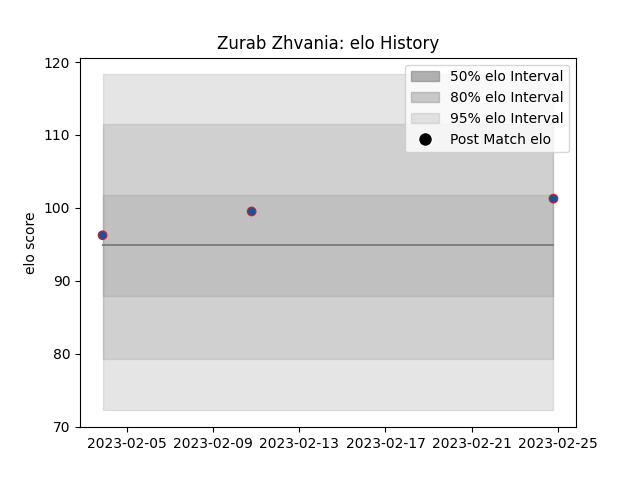 Zurab Zhvania: elo History
120
110
100
90
80
70
elo score
50% elo Interval
80% elo Interval
95% elo Interval
Post Match elo
2023-02-05 2023-02-09 2023-02-13 2023-02-17 2023-02-21 2023-02-25